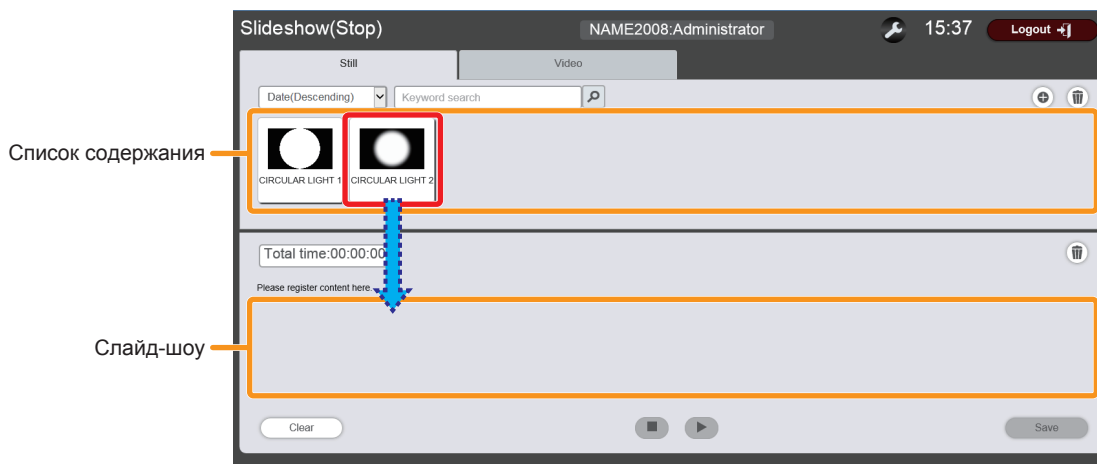 Slideshow(Stop) NAME2008:Administrator 15:37 Logout
Still Video
Date(Descending) Keyword search
Список содержания
CIRCULAR LIGHT 1 CIRCULAR LIGHT 2
Total time:00:00:00
Please register content here.
Слайд-шоу
Clear Save